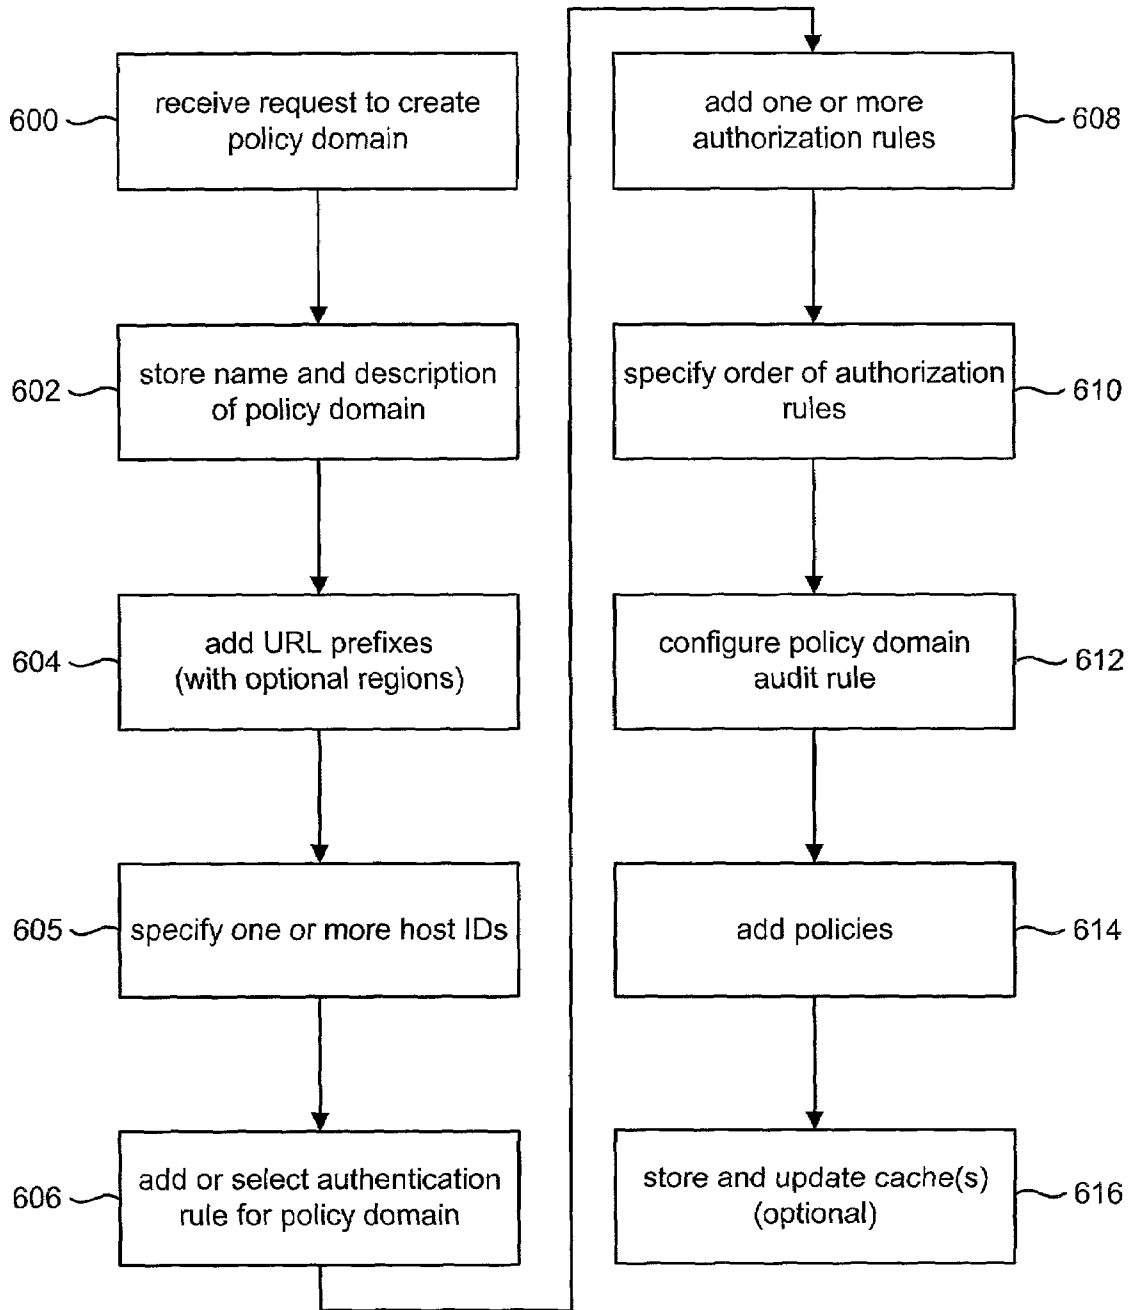 600
receive request to create
policy domain
602
store name and description
of policy domain
604
add URL prefixes
(with optional regions)
605
specify one or more host IDs
606
add or select authentication
rule for policy domain
add one or more
authorization rules
608
specify order of authorization
rules
610
configure policy domain
audit rule
612
add policies
614
store and update cache(s)
(optional)
616